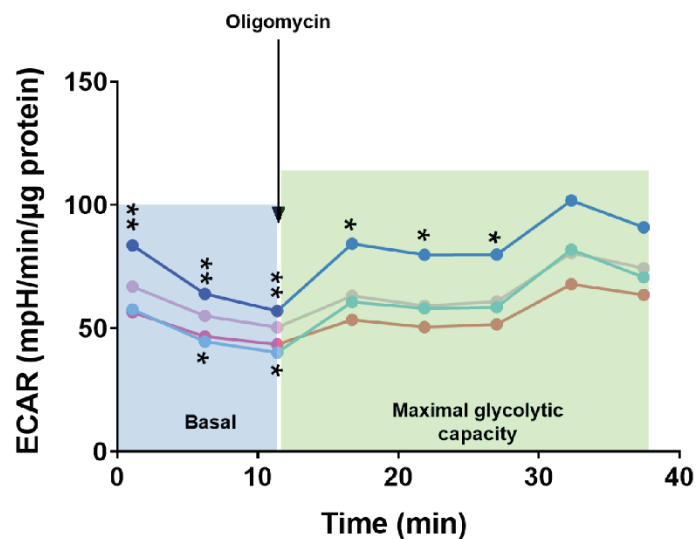 Oligomycin
ECAR (mpH/min/µg protein)
150
100
50
0
**
**
**
*
*
*
*
*
Basal
Maximal glycolytic
capacity
0
10
20
30
40
Time (min)